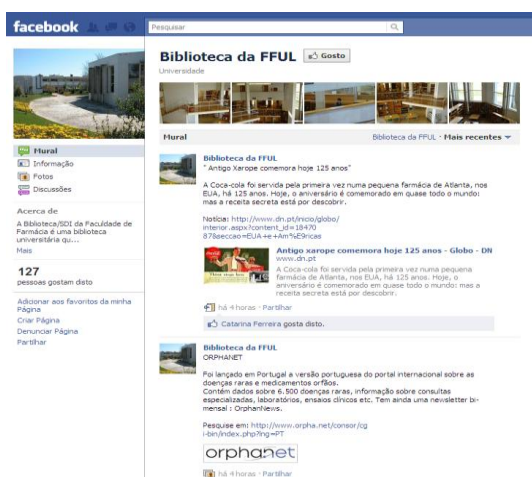 facebook
Pesquisar
Biblioteca da FFUL
Gosto
Universidade
Mural
Informação
Fotos
Discussões
Acerca de
A Biblioteca/SDI da Faculdade de
Farmácia é uma biblioteca
universitária qu...
Mais
127
pessoas gostam disto
Adicionar aos favoritos da minha
Página
Criar Página
Denunciar Página
Partilhar
Mural
Biblioteca da FFUL · Mais recentes
Biblioteca da FFUL
" Antigo Xarope comemora hoje 125 anos"
A Coca-cola foi servida pela primeira vez numa pequena farmácia de Atlanta, nos
EUA, há 125 anos. Hoje, o aniversário é comemorado em quase todo o mundo:
mas a receita secreta está por descobrir.
Notícia: http://www.dn.pt/inicio/globo/
interior.aspx?content_id=18470
87&seccao=EUA+e+Am%E9ricas
Antigo xarope comemora hoje 125 anos - Globo - DN
www.dn.pt
A Coca-cola foi servida pela primeira vez numa pequena
farmácia de Atlanta, nos EUA, há 125 anos. Hoje, o
aniversário é comemorado em quase todo o mundo: mas a
receita secreta está por descobrir.
há 4 horas · Partilhar
Catarina Ferreira gosta disto.
Biblioteca da FFUL
ORPHANET
Foi lançado em Portugal a versão portuguesa do portal internacional sobre as
doenças raras e medicamentos orfãos.
Contém dados sobre 6.500 doenças raras, informação sobre consultas
especializadas, laboratórios, ensaios clínicos etc. Tem ainda uma newsletter bi-
mensal : OrphanNews.
Pesquise em: http://www.orpha.net/consor/cg
i-bin/index.php?lng=PT
orphanet
há 4 horas · Partilhar